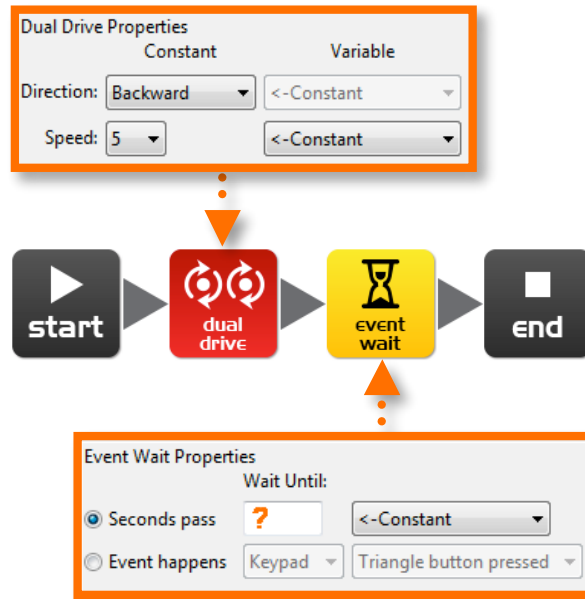 Dual Drive Properties
Constant Variable
Direction: Backward <-Constant
Speed: 5 <-Constant
start
dual
drive
event
wait
end
Event Wait Properties
Wait Until:
Seconds pass ? <-Constant
Event happens Keypad Triangle button pressed